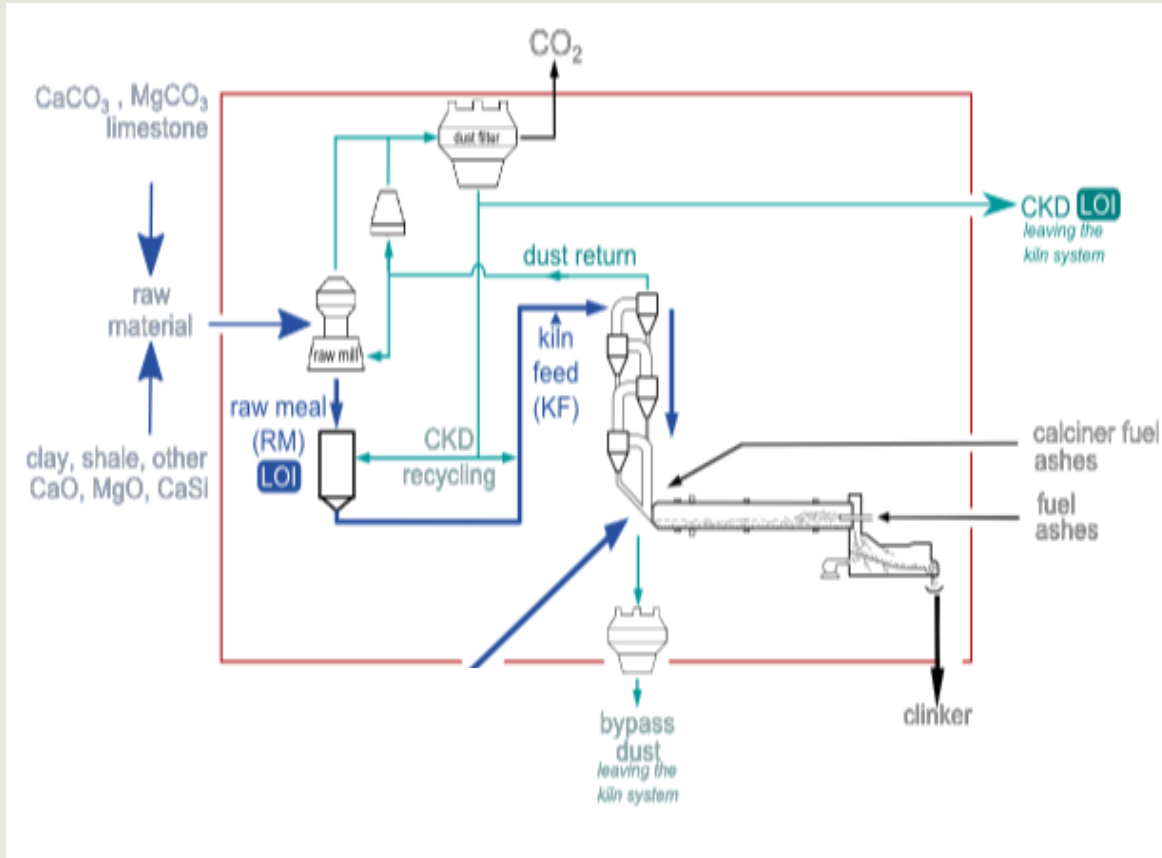 CO₂
CaCO₃ , MgCO₃
limestone
dust filter
CKD LOI
leaving the
kiln system
dust return
raw
material
raw mill
kiln
feed
(KF)
raw meal
(RM)
LOI
CKD
recycling
clay, shale, other
CaO, MgO, CaSi
calciner fuel
ashes
fuel
ashes
clinker
bypass
dust
leaving the
kiln system